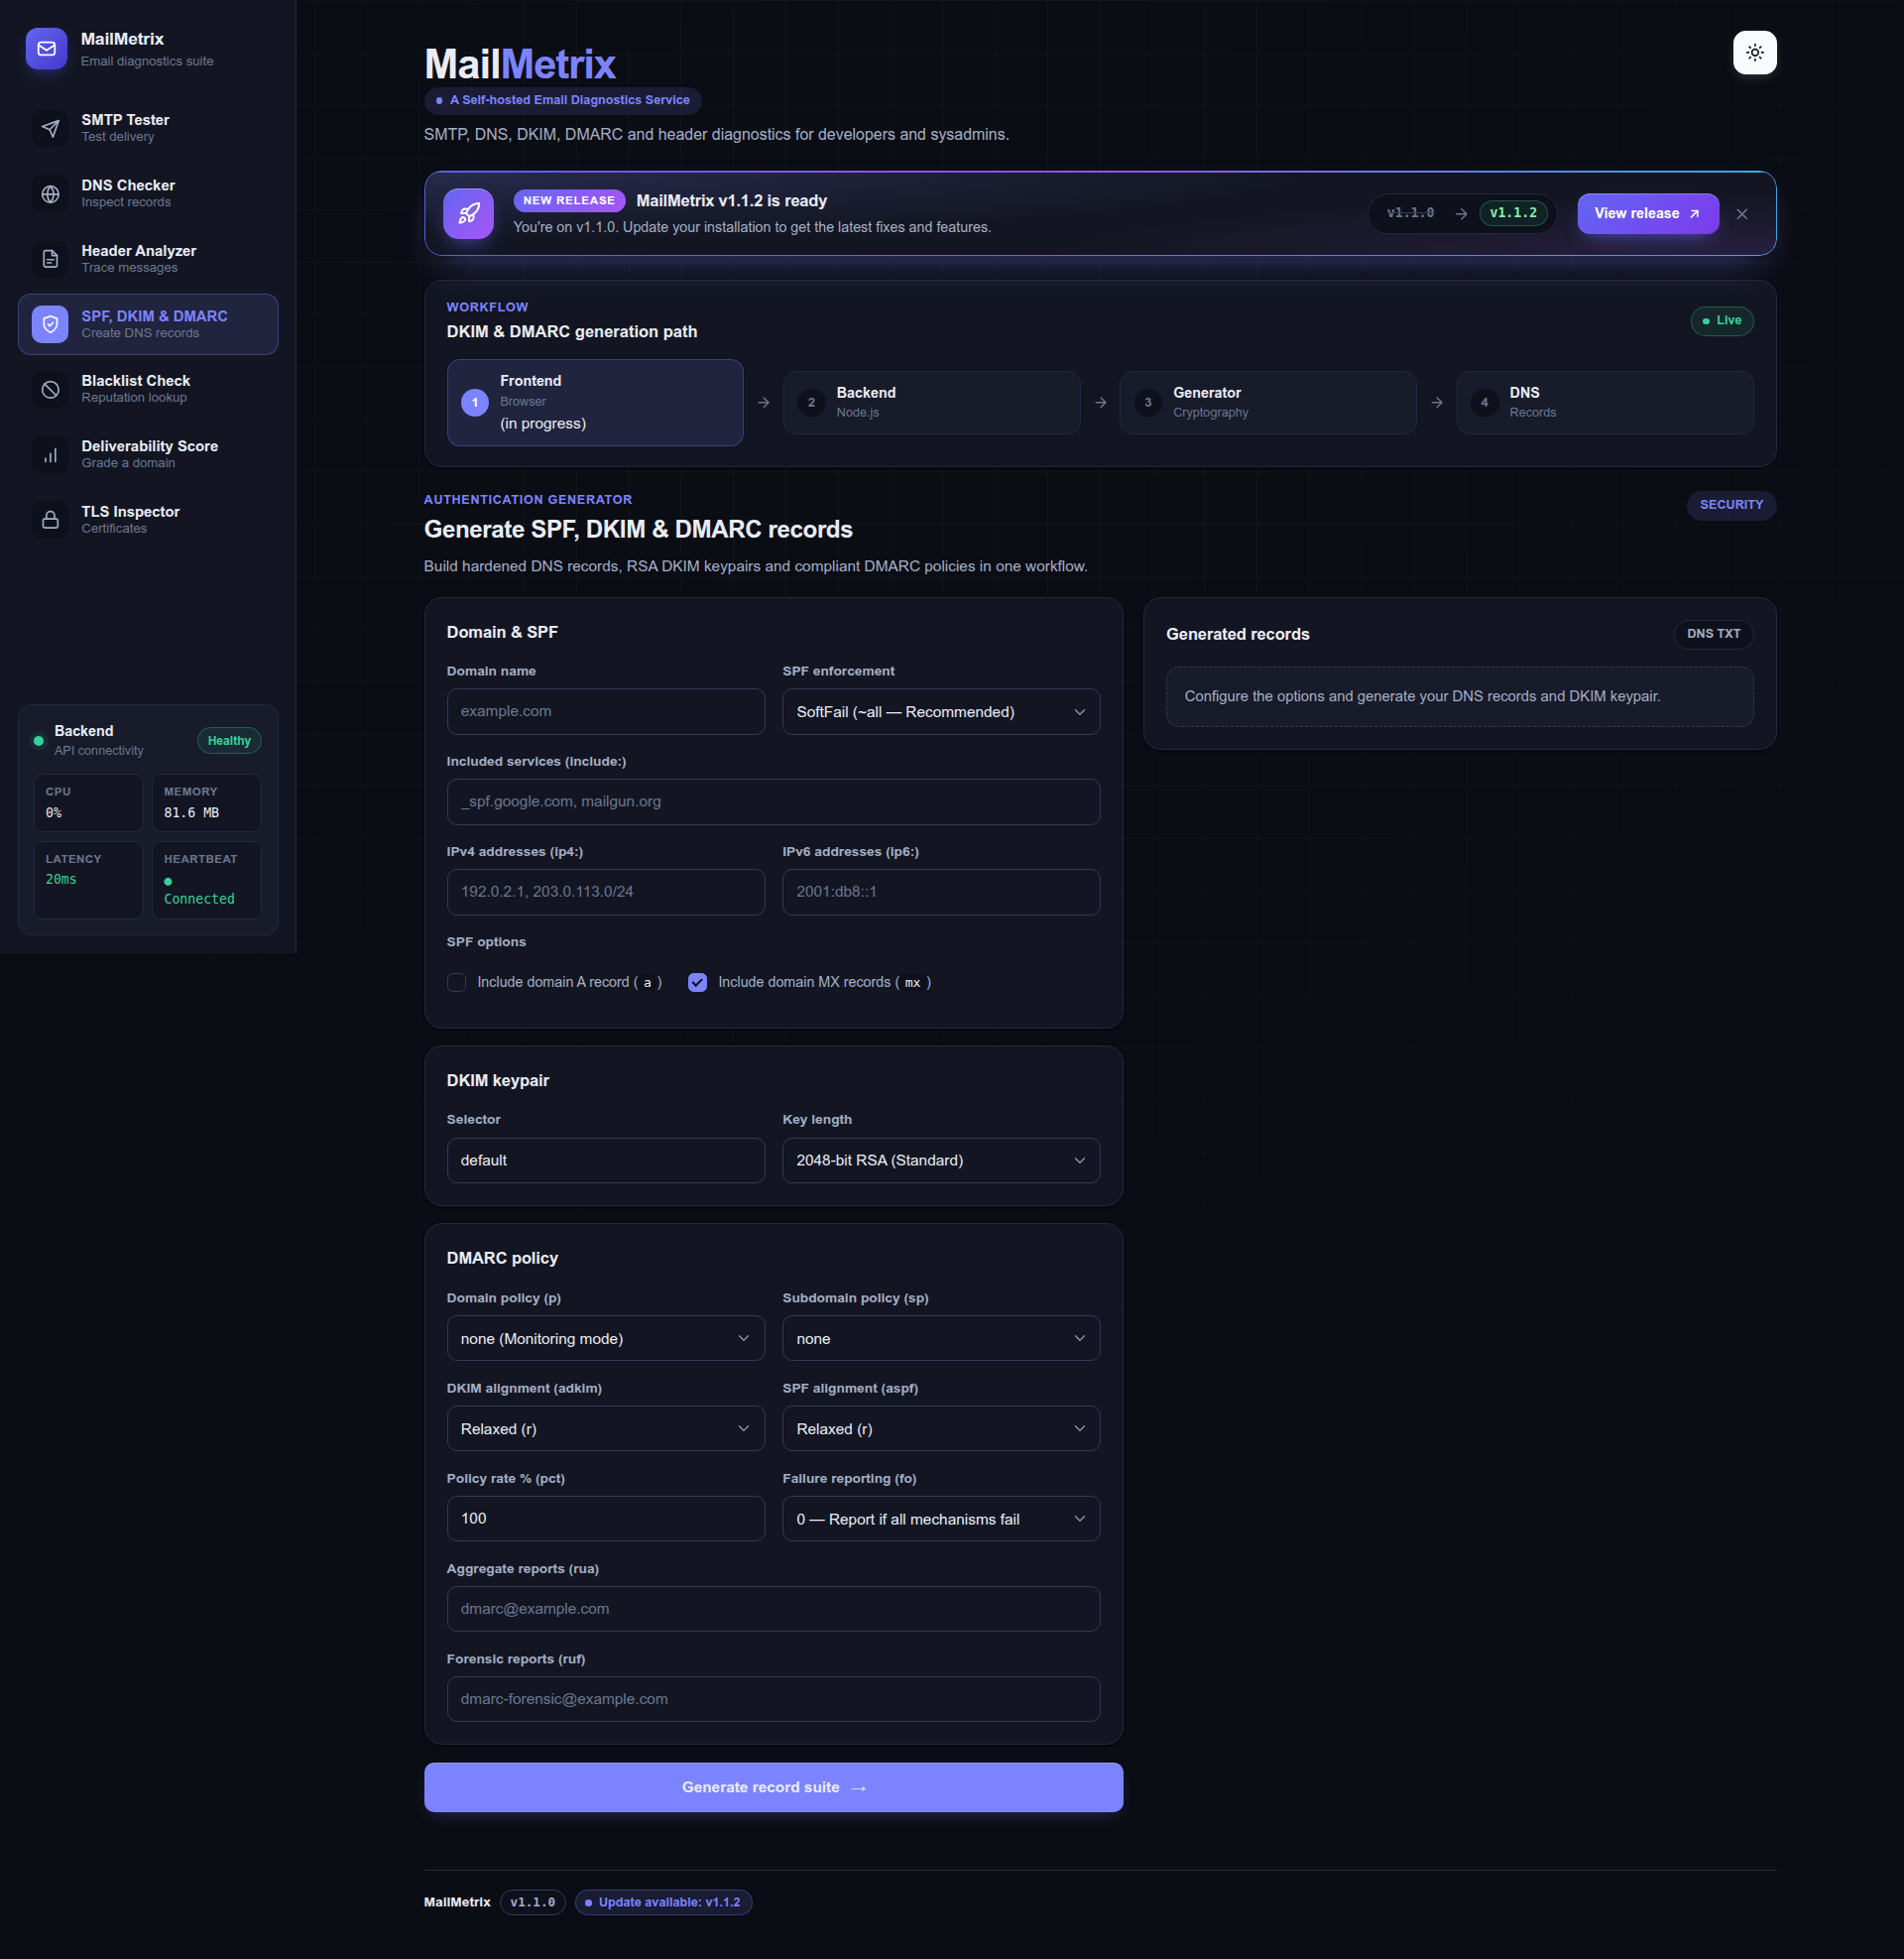 MailMetrix
Email diagnostics suite
SMTP Tester
Test delivery
DNS Checker
Inspect records
Header Analyzer
Trace messages
SPF, DKIM & DMARC
Create DNS records
Blacklist Check
Reputation lookup
Deliverability Score
Grade a domain
TLS Inspector
Certificates
Backend
API connectivity
Healthy
CPU
0%
MEMORY
81.6 MB
LATENCY
20ms
HEARTBEAT
Connected
MailMetrix
A Self-hosted Email Diagnostics Service
SMTP, DNS, DKIM, DMARC and header diagnostics for developers and sysadmins.
NEW RELEASE MailMetrix v1.1.2 is ready
You're on v1.1.0. Update your installation to get the latest fixes and features.
v1.1.0 → v1.1.2
View release
WORKFLOW
DKIM & DMARC generation path
Live
1
Frontend
Browser
(in progress)
2
Backend
Node.js
3
Generator
Cryptography
4
DNS
Records
AUTHENTICATION GENERATOR
SECURITY
Generate SPF, DKIM & DMARC records
Build hardened DNS records, RSA DKIM keypairs and compliant DMARC policies in one workflow.
Domain & SPF
Domain name
example.com
SPF enforcement
SoftFail (~all — Recommended)
Included services (include:)
_spf.google.com, mailgun.org
IPv4 addresses (ip4:)
192.0.2.1, 203.0.113.0/24
IPv6 addresses (ip6:)
2001:db8::1
SPF options
Include domain A record ( a )
Include domain MX records ( mx )
DKIM keypair
Selector
default
Key length
2048-bit RSA (Standard)
DMARC policy
Domain policy (p)
none (Monitoring mode)
Subdomain policy (sp)
none
DKIM alignment (adkim)
Relaxed (r)
SPF alignment (aspf)
Relaxed (r)
Policy rate % (pct)
100
Failure reporting (fo)
0 — Report if all mechanisms fail
Aggregate reports (rua)
dmarc@example.com
Forensic reports (ruf)
dmarc-forensic@example.com
Generate record suite →
Generated records
DNS TXT
Configure the options and generate your DNS records and DKIM keypair.
MailMetrix v1.1.0 Update available: v1.1.2